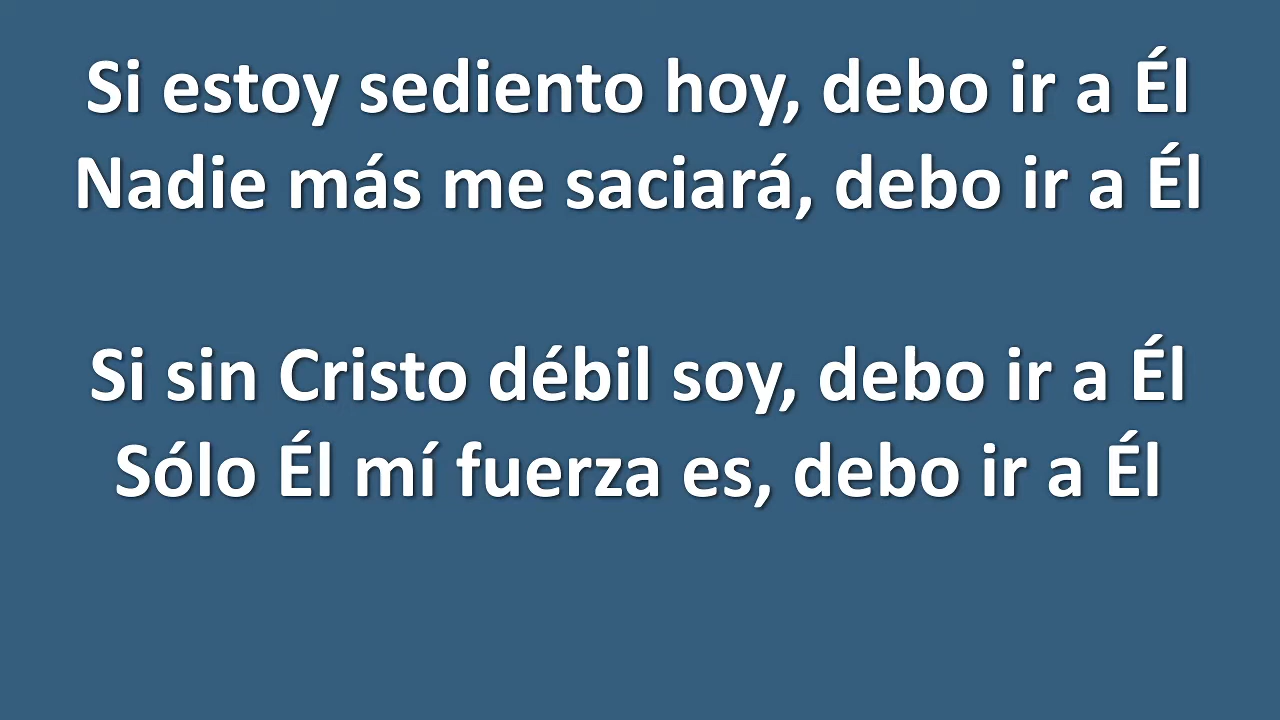 Si estoy sediento hoy, debo ir a Él
Nadie más me saciará, debo ir a Él
Si sin Cristo débil soy, debo ir a Él
Sólo Él mí fuerza es, debo ir a Él